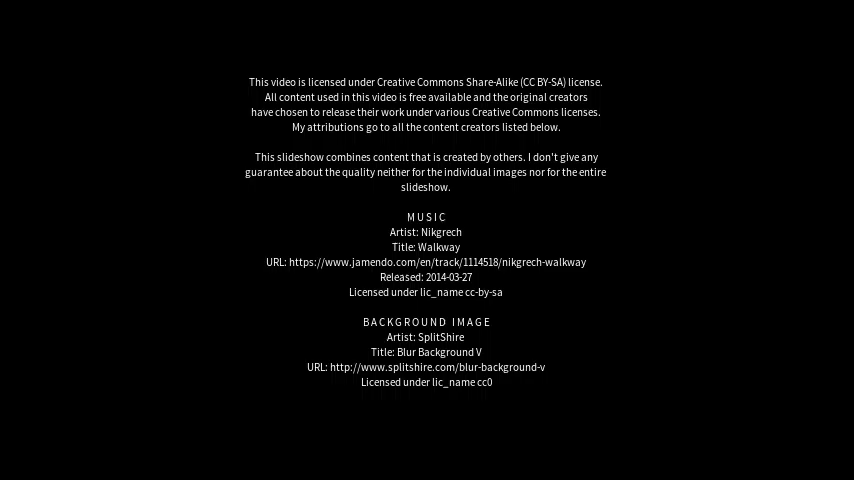 This video is licensed under Creative Commons Share-Alike (CC BY-SA) license.
All content used in this video is free available and the original creators
have chosen to release their work under various Creative Commons licenses.
My attributions go to all the content creators listed below.
This slideshow combines content that is created by others. I don't give any
guarantee about the quality neither for the individual images nor for the entire
slideshow.
MUSIC
Artist: Nikgrech
Title: Walkway
URL: https://www.jamendo.com/en/track/1114518/nikgrech-walkway
Released: 2014-03-27
Licensed under lic_name cc-by-sa
BACKGROUND IMAGE
Artist: SplitShire
Title: Blur Background V
URL: http://www.splitshire.com/blur-background-v
Licensed under lic_name cc0